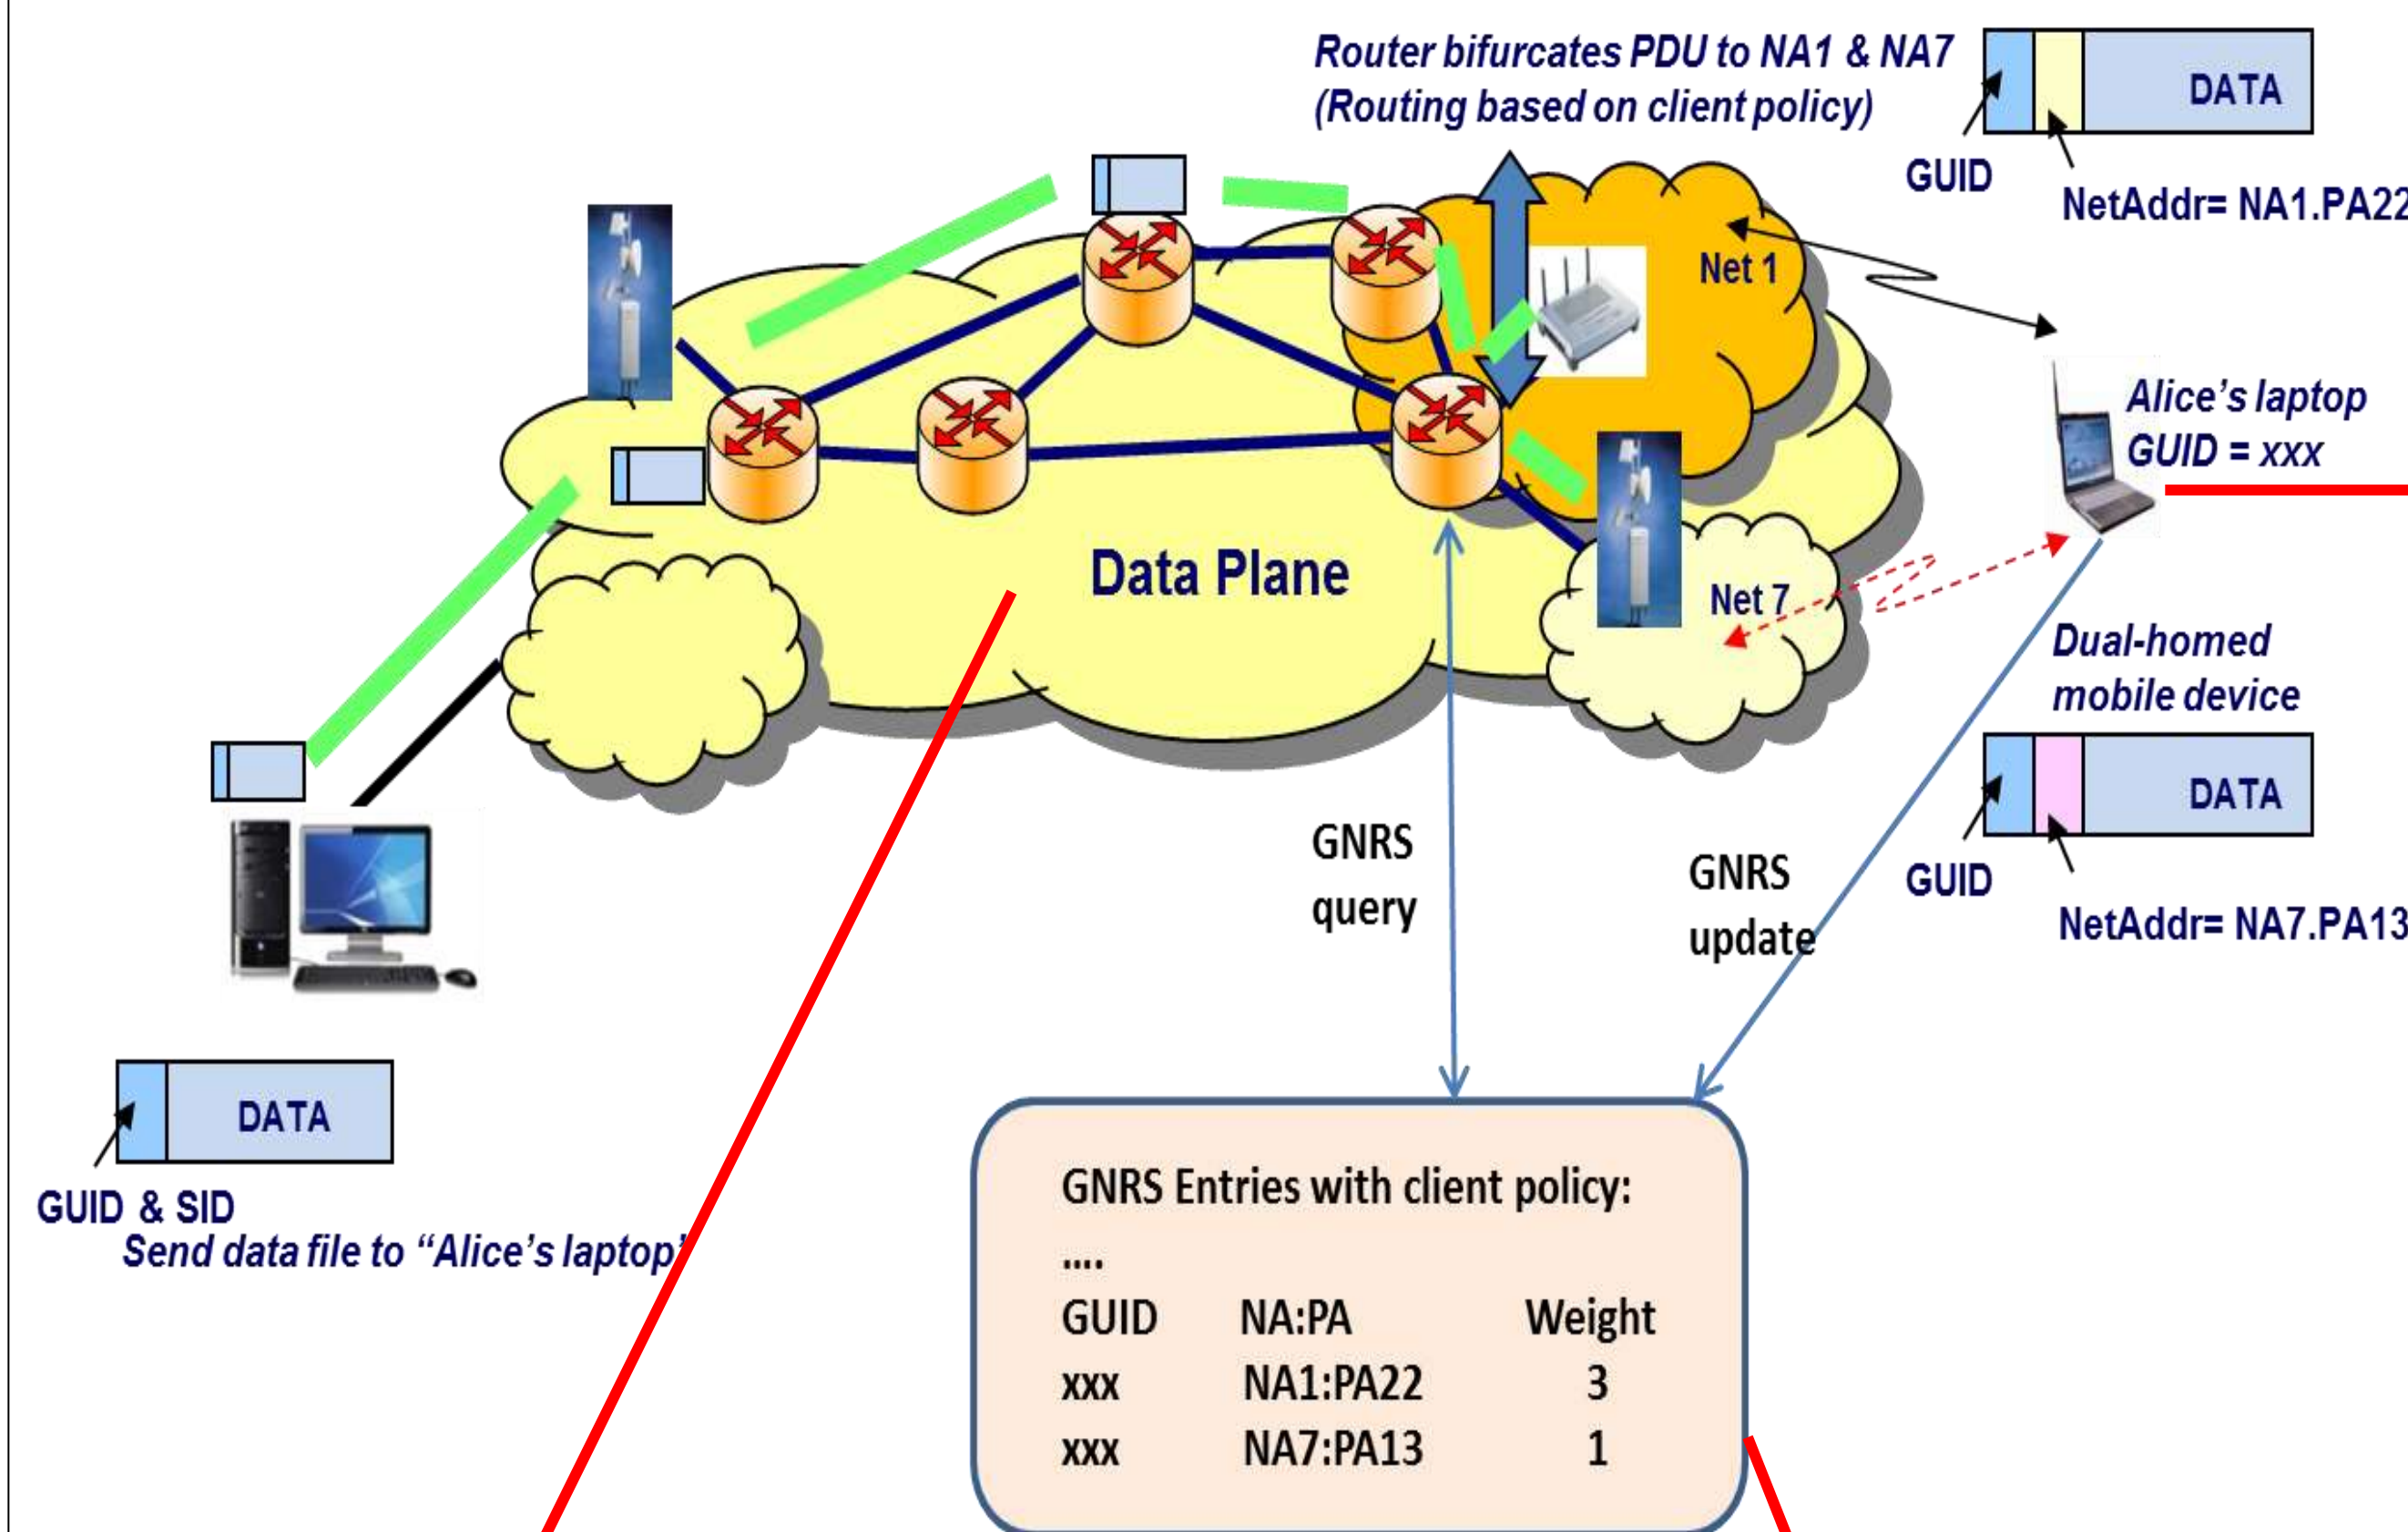 Router bifurcates PDU to NA1 & NA7
(Routing based on client policy)
DATA
GUID
NetAddr= NA1.PA22
Net 1
Alice's laptop
GUID = xxx
Data Plane
Net 7
Dual-homed
mobile device
DATA
GUID
NetAddr= NA7.PA13
GNRS
query
GNRS
update
DATA
GUID & SID
Send data file to “Alice's laptop”
GNRS Entries with client policy:
....
GUID NA:PA Weight
xxx NA1:PA22 3
xxx NA7:PA13 1